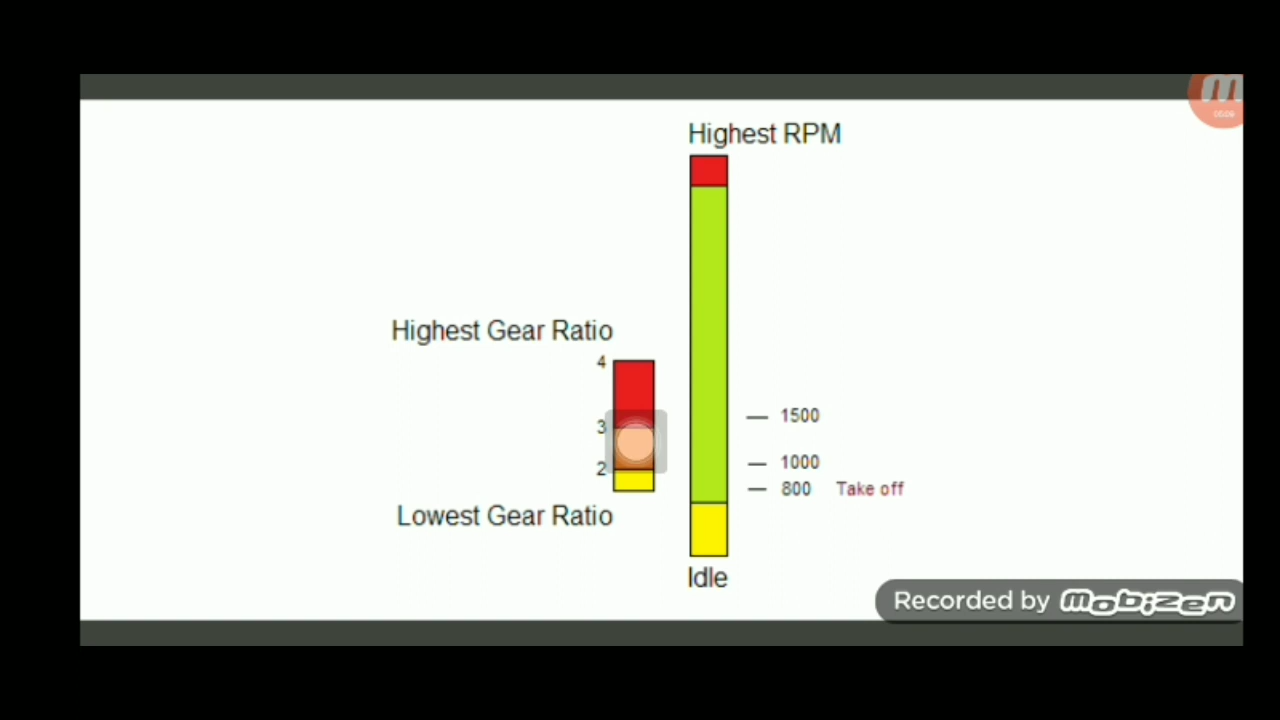 Highest RPM
Highest Gear Ratio
4
3
2
1500
1000
800 Take off
Lowest Gear Ratio
Idle
Recorded by mobizen